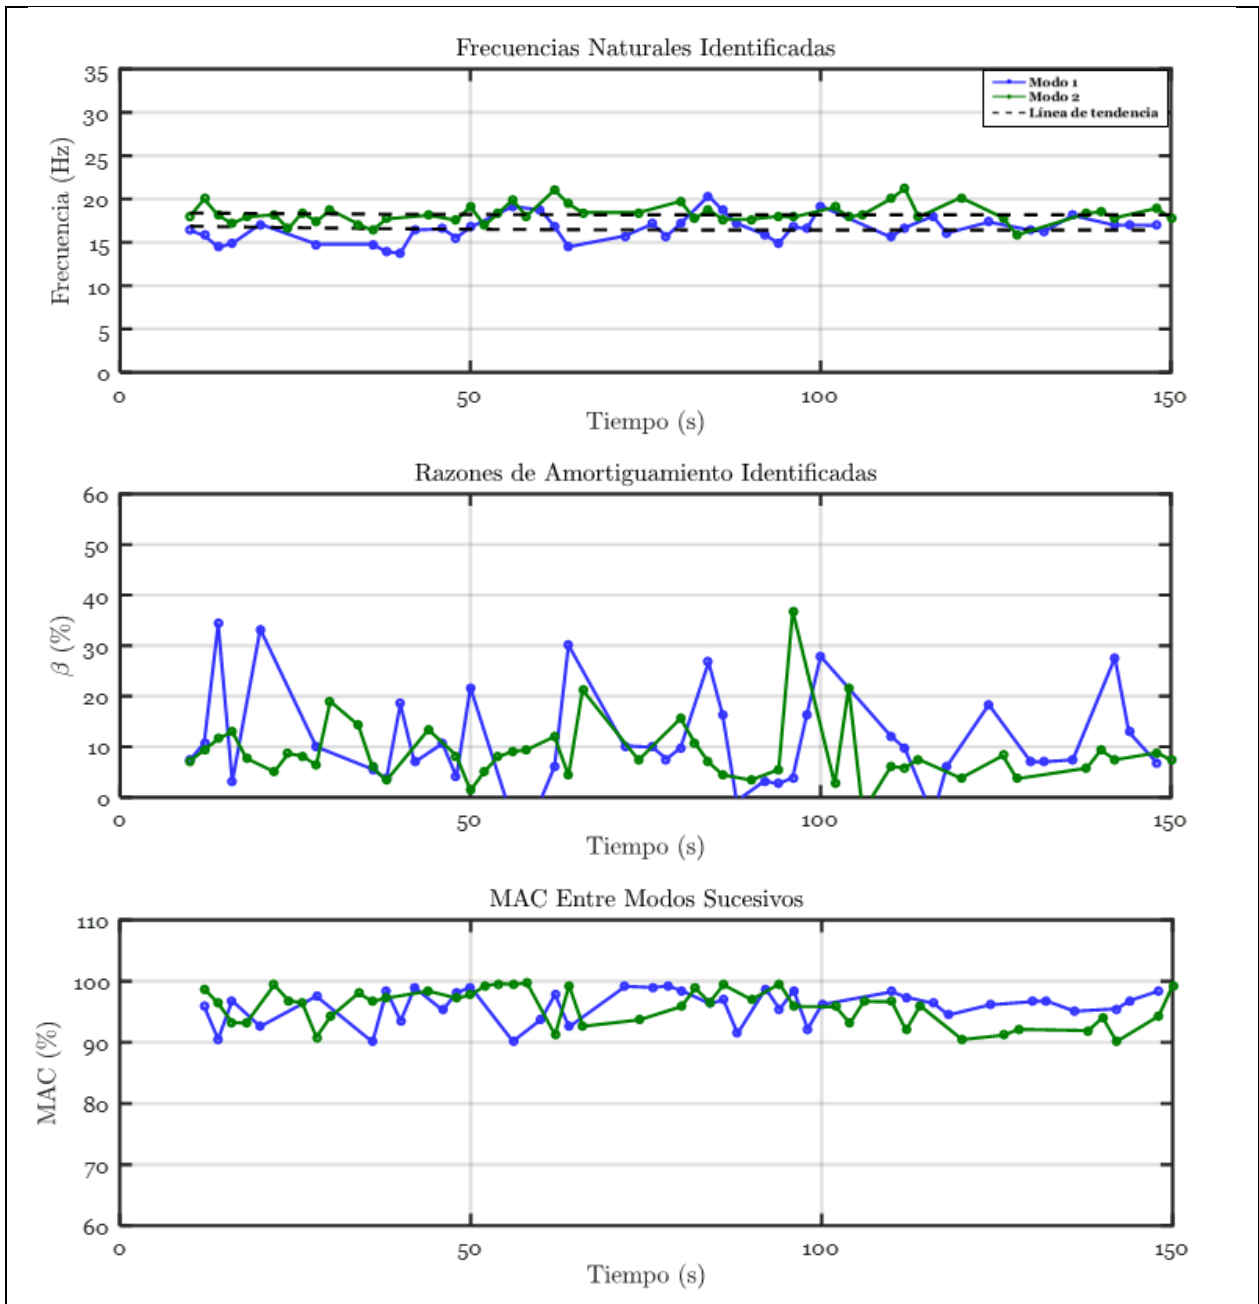 Frecuencias Naturales Identificadas
35
30
25
20
15
10
5
0
Frecuencia (Hz)
Modo 1
Modo 2
Línea de tendencia
0 50 100 150
Tiempo (s)
Razones de Amortiguamiento Identificadas
60
50
40
30
20
10
0
β (%)
0 50 100 150
Tiempo (s)
MAC Entre Modos Sucesivos
110
100
90
80
70
60
MAC (%)
0 50 100 150
Tiempo (s)